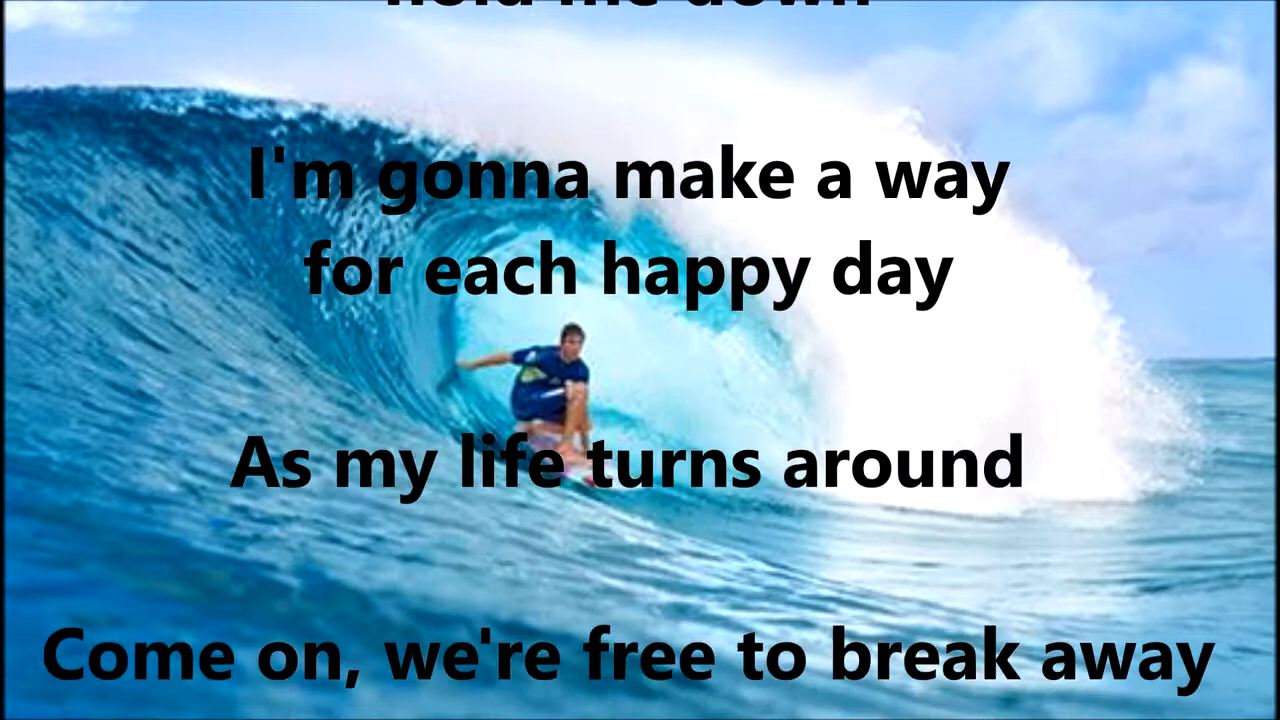 hold me down
I'm gonna make a way
for each happy day
As my life turns around
Come on, we're free to break away